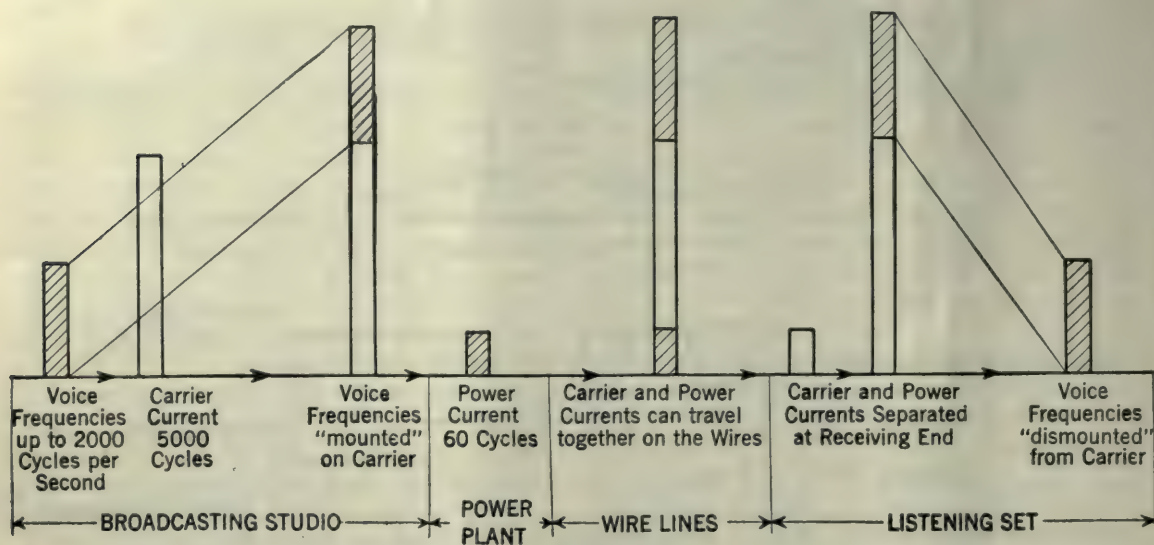 Voice
Frequencies
up to 2000
Cycles per
Second
Carrier
Current
5000
Cycles
Voice
Frequencies
"mounted"
on Carrier
Power
Current
60 Cycles
Carrier and Power
Currents can travel
together on the Wires
Carrier and Power
Currents Separated
at Receiving End
Voice
Frequencies
"dismounted"
from Carrier
BROADCASTING STUDIO
POWER
PLANT
WIRE LINES
LISTENING SET